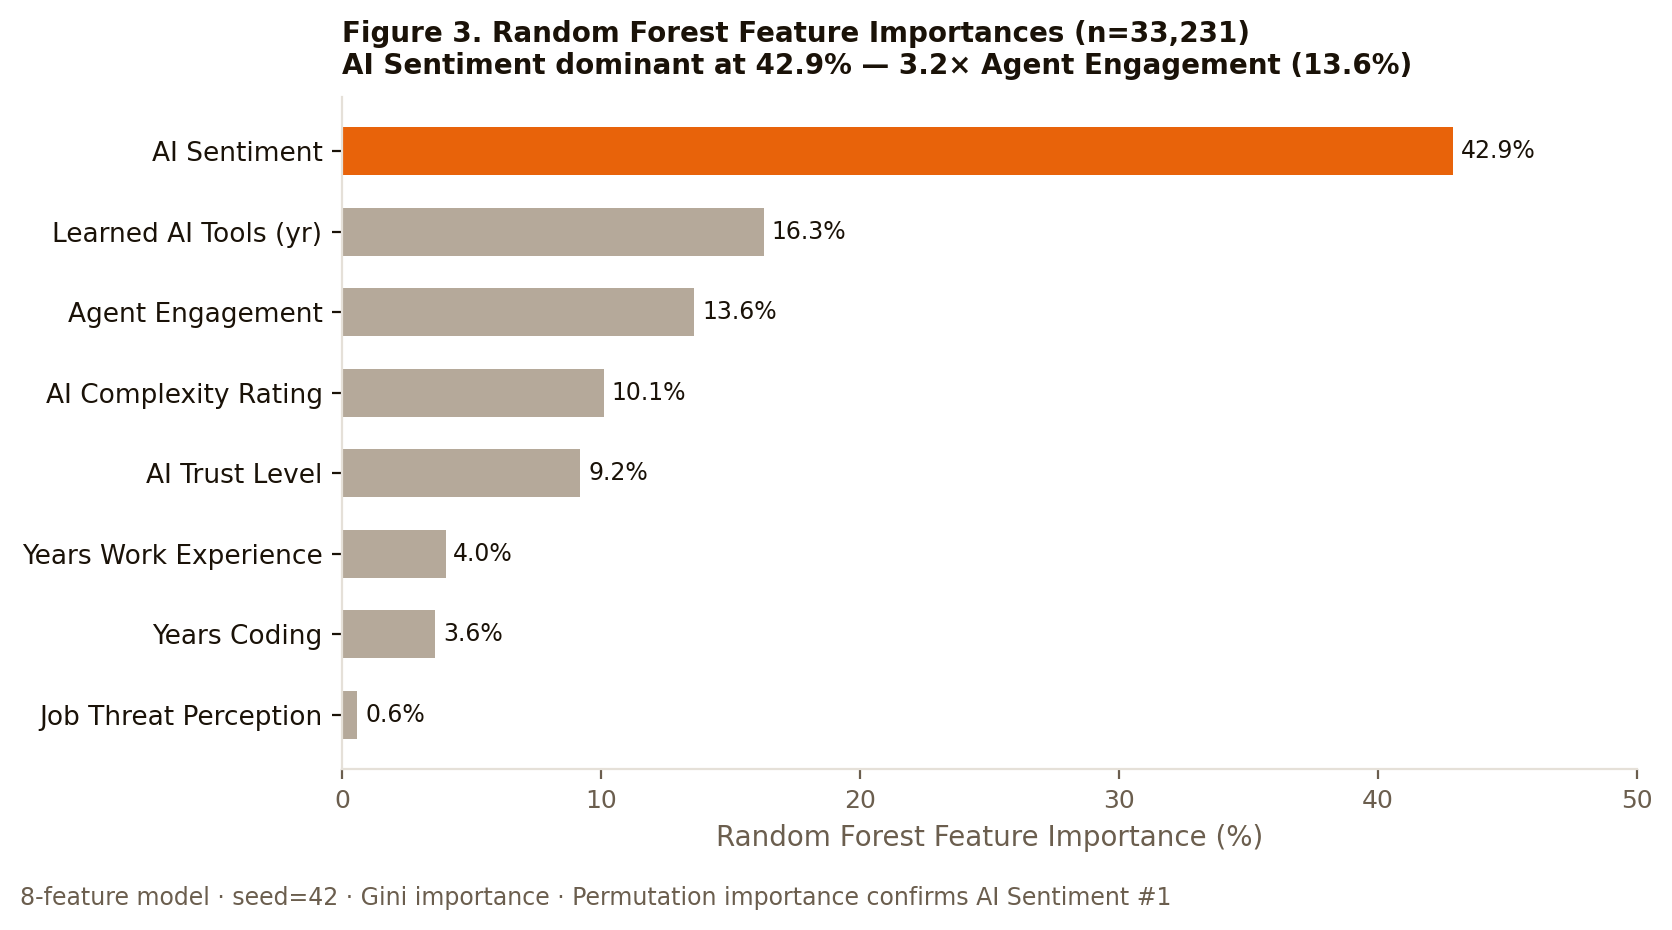 Figure 3. Random Forest Feature Importances (n=33,231)
AI Sentiment dominant at 42.9% — 3.2× Agent Engagement (13.6%)
AI Sentiment 42.9%
Learned AI Tools (yr) 16.3%
Agent Engagement 13.6%
AI Complexity Rating 10.1%
AI Trust Level 9.2%
Years Work Experience 4.0%
Years Coding 3.6%
Job Threat Perception 0.6%
0 10 20 30 40 50
Random Forest Feature Importance (%)
8-feature model · seed=42 · Gini importance · Permutation importance confirms AI Sentiment #1